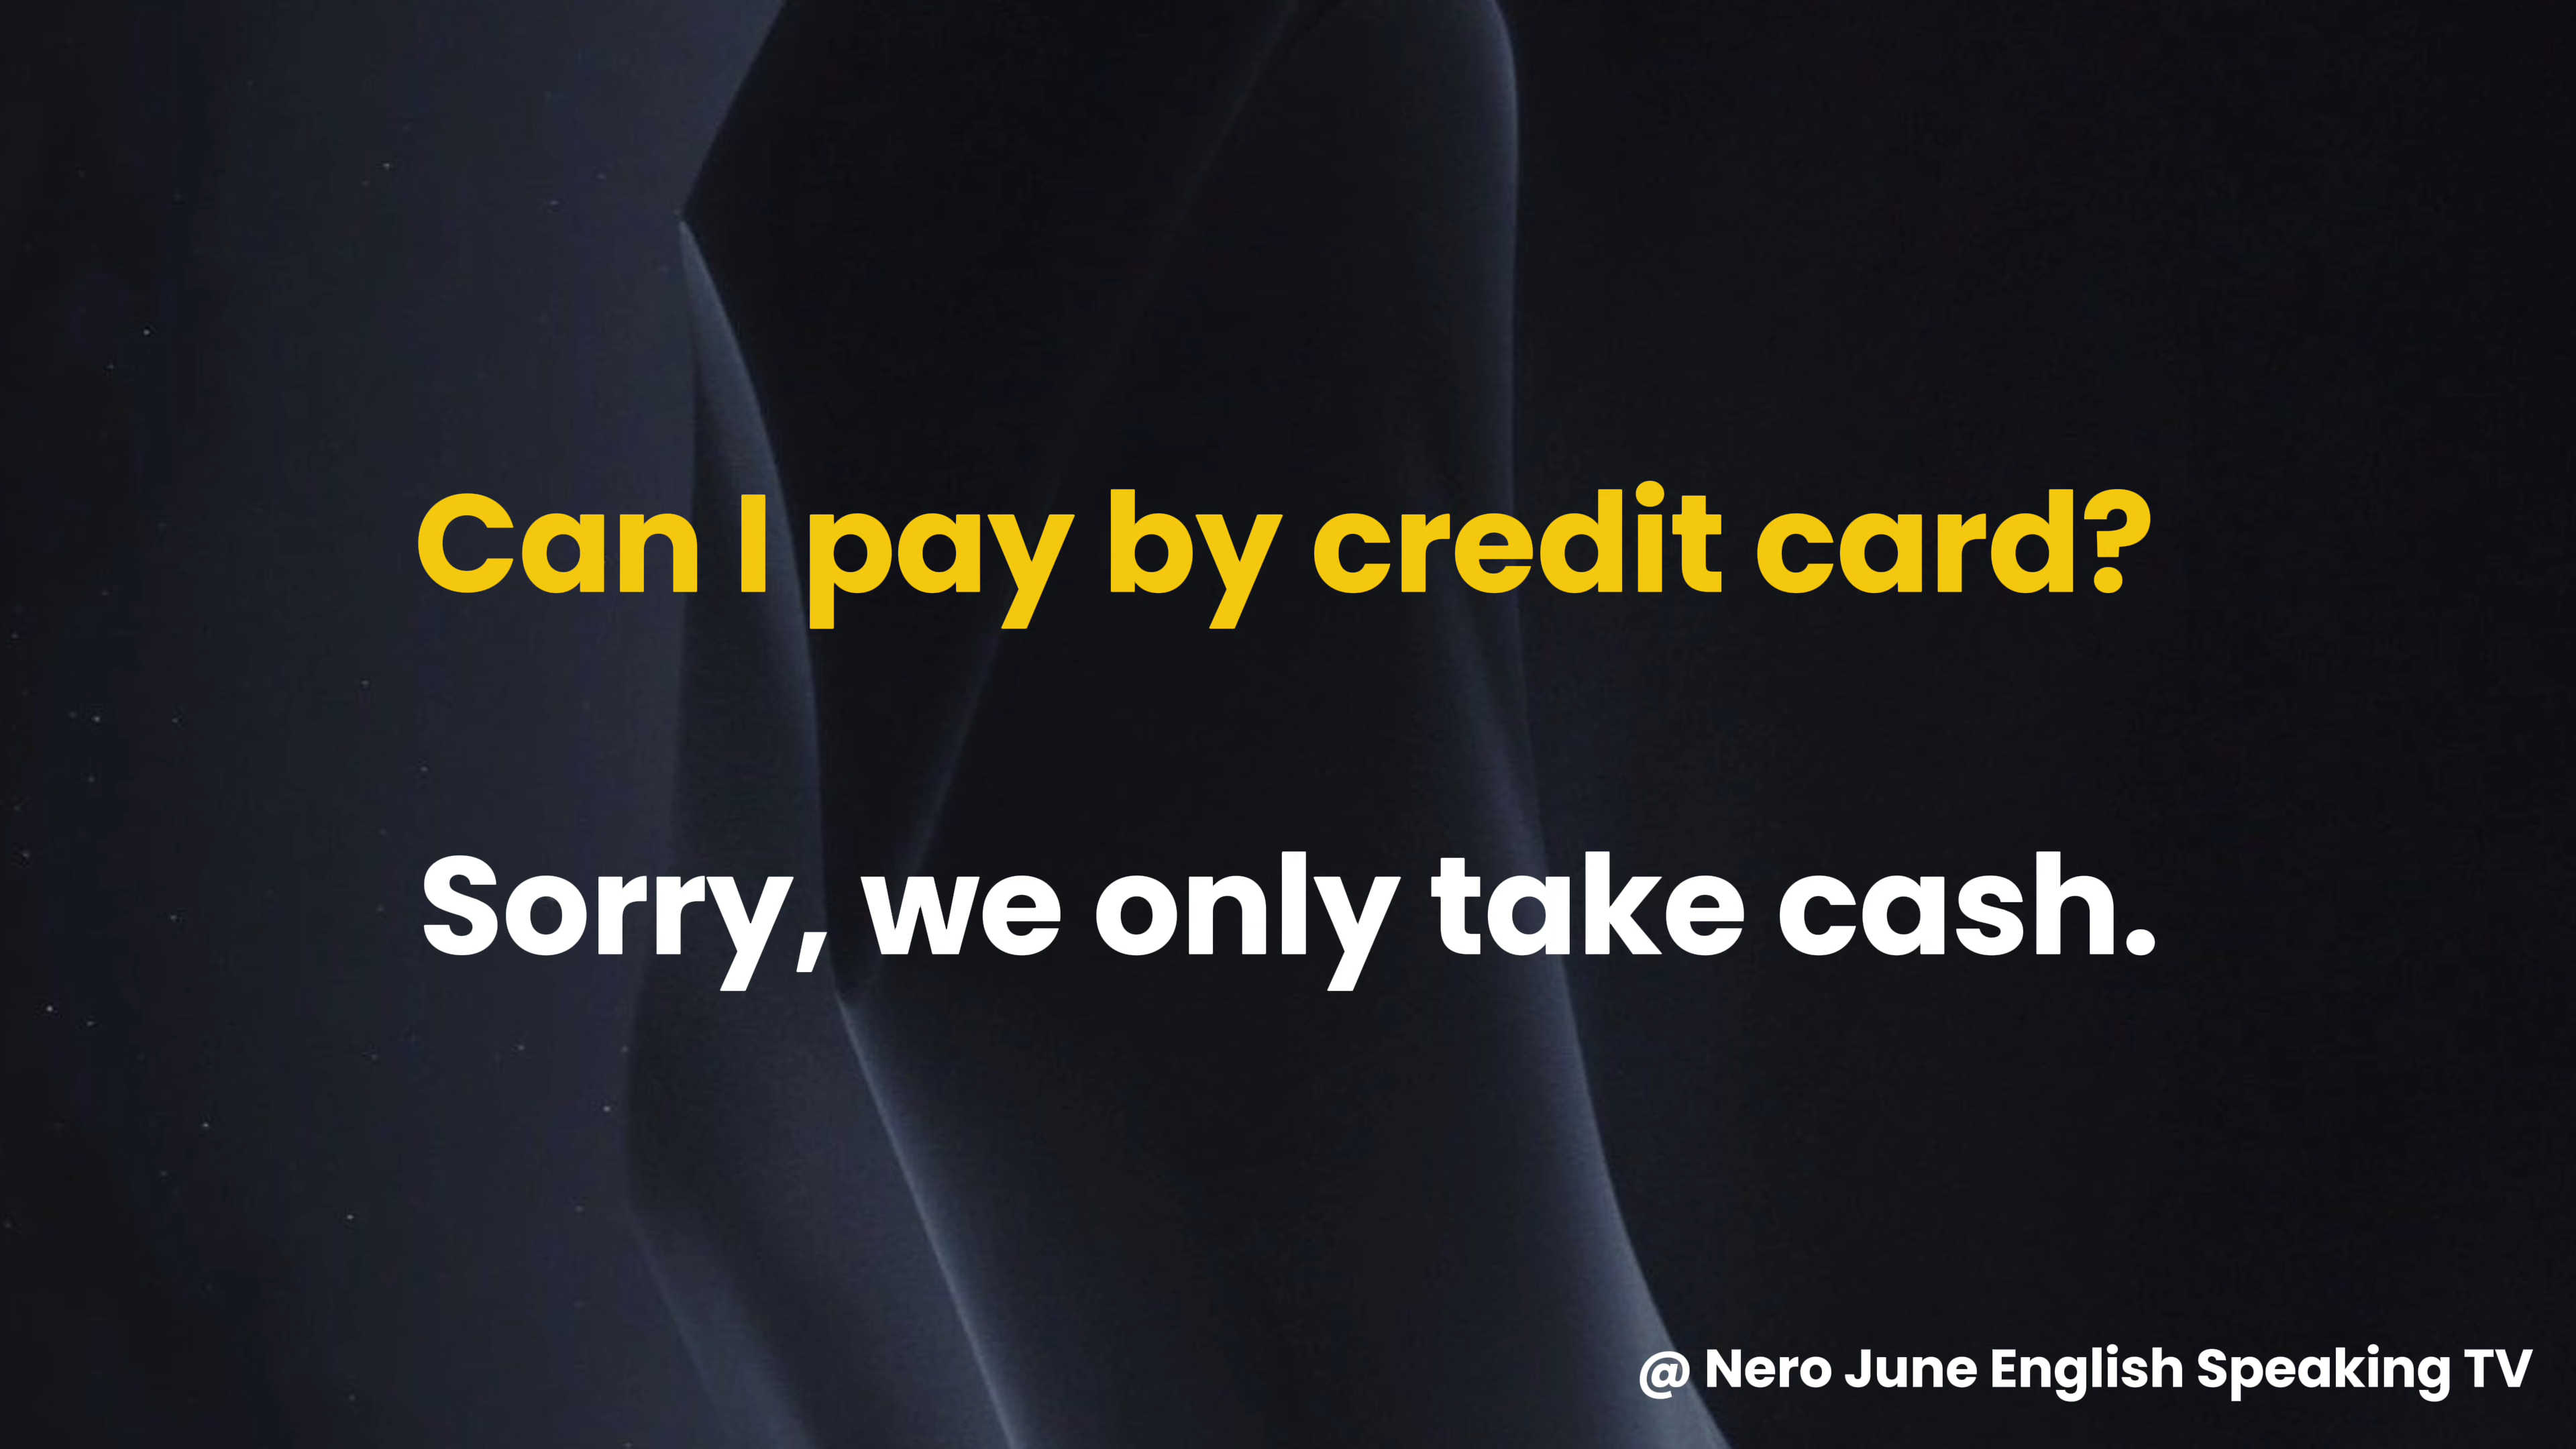 Can I pay by credit card?
Sorry, we only take cash.
@ Nero June English Speaking TV